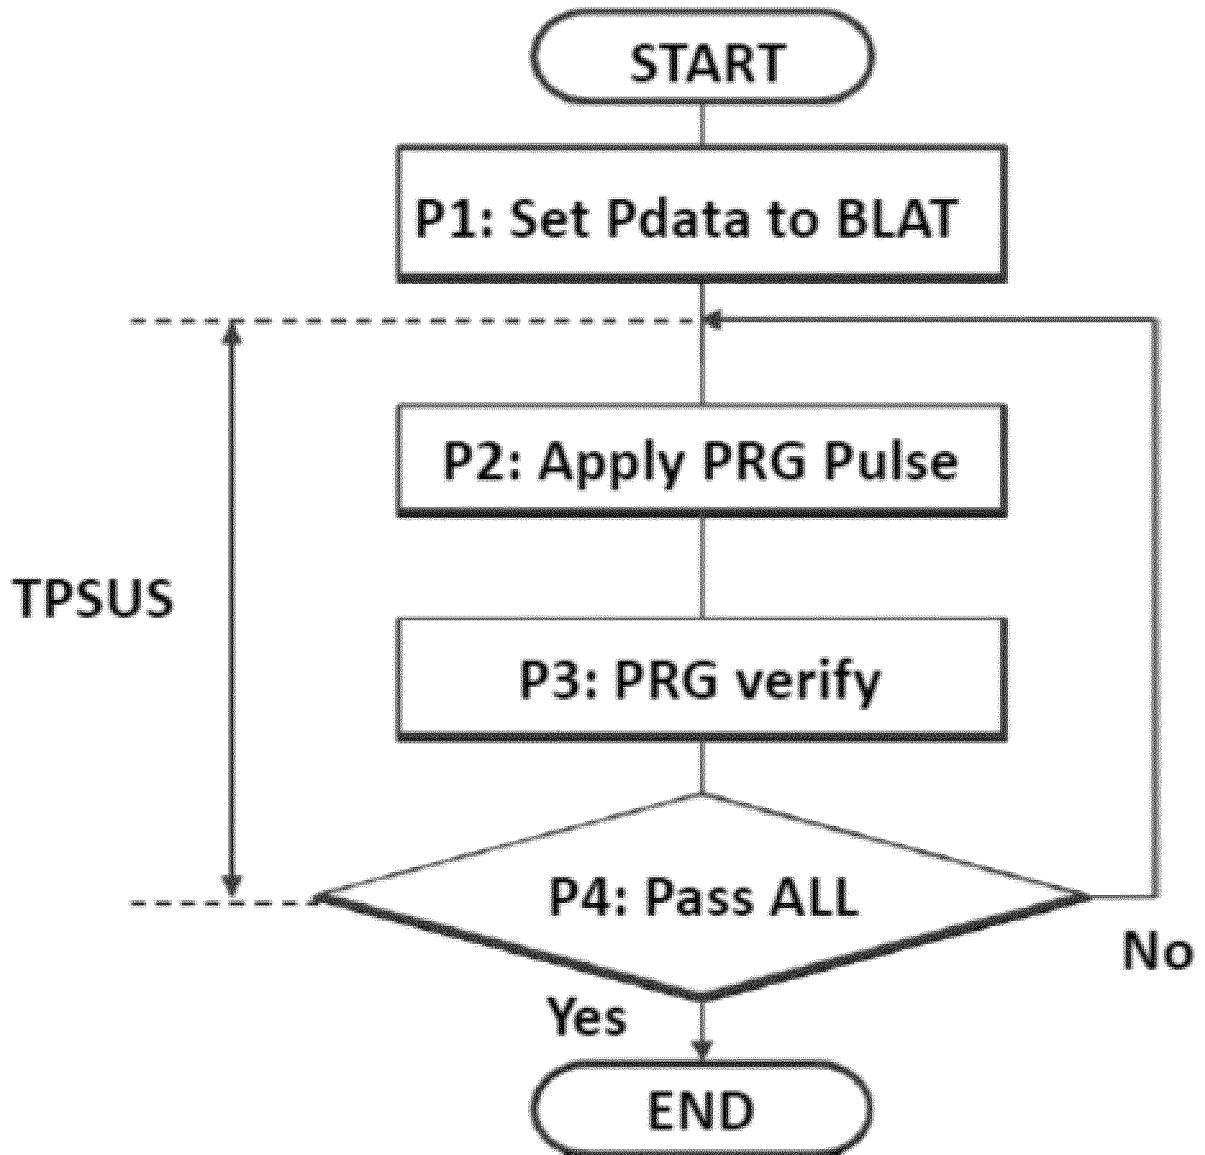 START
P1: Set Pdata to BLAT
P2: Apply PRG Pulse
TPSUS
P3: PRG verify
P4: Pass ALL
No
Yes
END